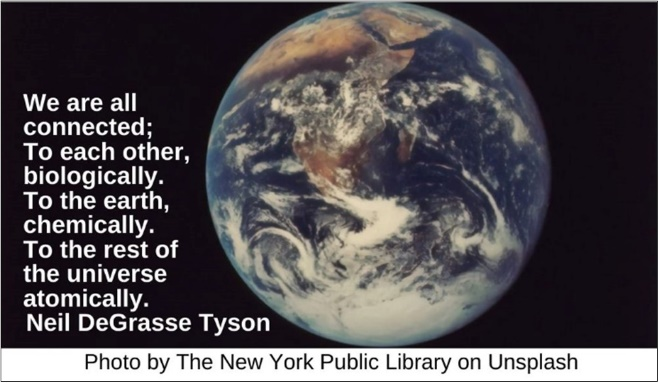 We are all
connected;
To each other,
biologically.
To the earth,
chemically.
To the rest of
the universe
atomically.
Neil DeGrasse Tyson
Photo by The New York Public Library on Unsplash